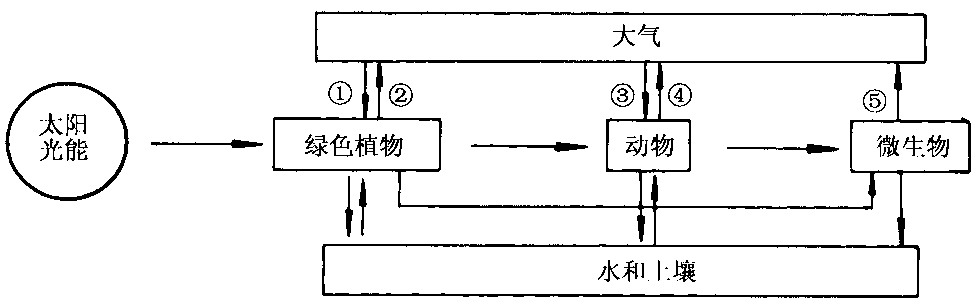 大气
① ② ③ ④ ⑤
太阳
光能
绿色植物
动物
微生物
水和土壤